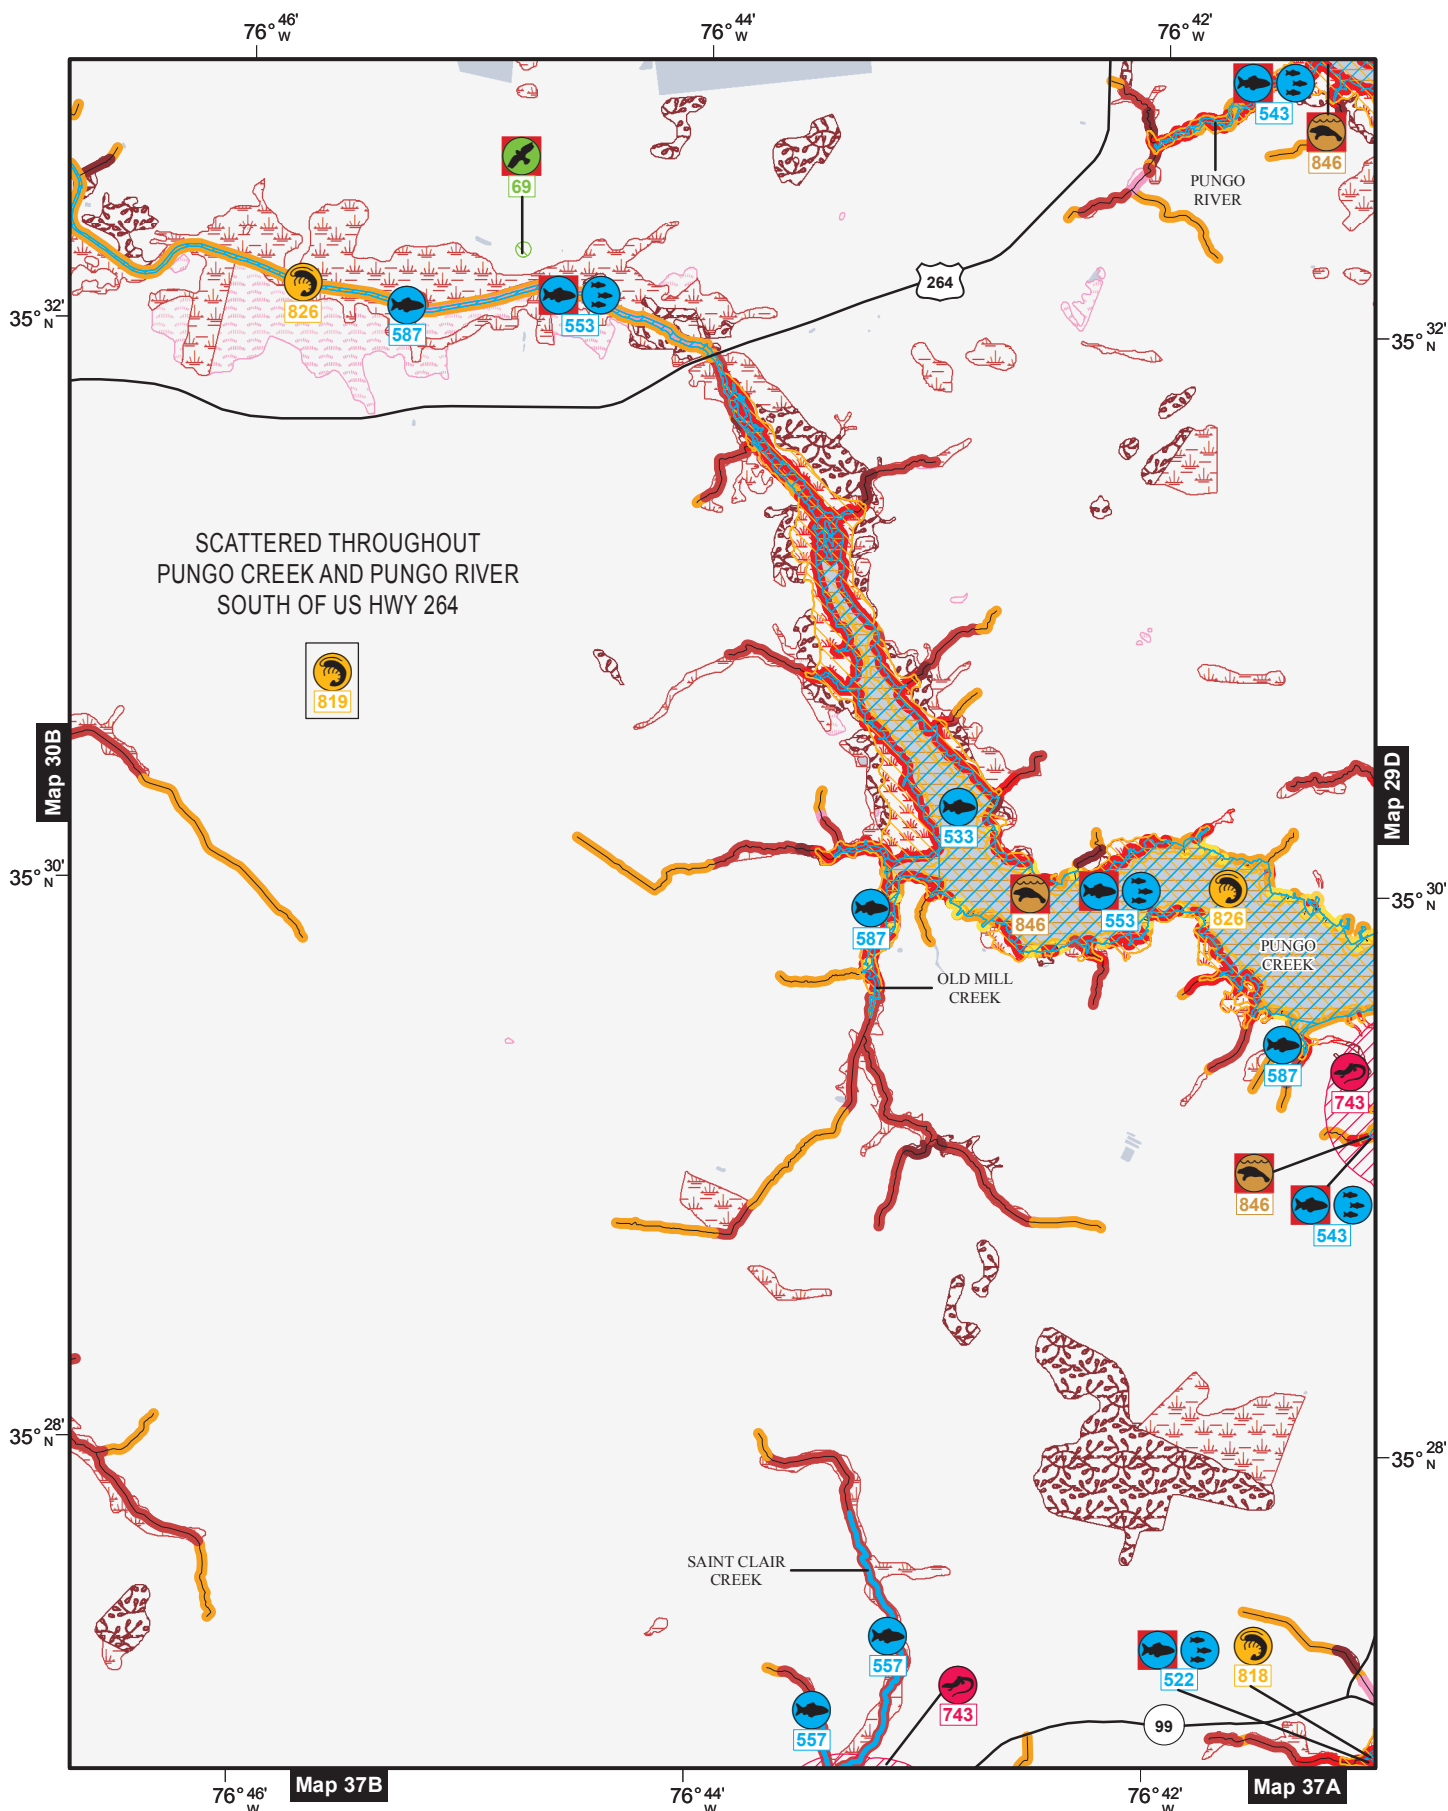 76° 46' W
76° 44' W
76° 42' W
543
846
PUNGO
RIVER
69
264
826
587
553
35° 32' N
35° 32' N
SCATTERED THROUGHOUT
PUNGO CREEK AND PUNGO RIVER
SOUTH OF US HWY 264
819
Map 30B
Map 29D
533
35° 30' N
35° 30' N
846
553
826
587
PUNGO
CREEK
OLD MILL
CREEK
587
743
846
543
35° 28' N
35° 28' N
SAINT CLAIR
CREEK
557
522
818
743
557
99
76° 46' W
Map 37B
76° 44' W
76° 42' W
Map 37A